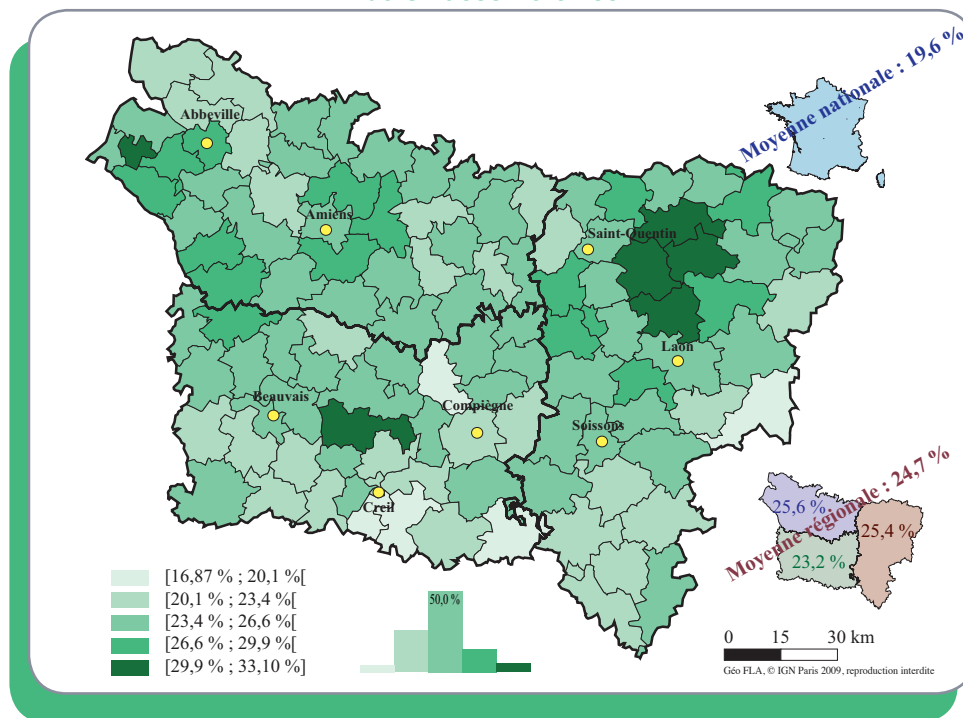 Moyenne nationale : 19,6 %
Abbeville
Amiens
Saint-Quentin
Laon
Beauvais
Compiègne
Soissons
Creil
Moyenne régionale : 24,7 %
25,6 %
25,4 %
23,2 %
[16,87 % ; 20,1 %[
[20,1 % ; 23,4 %[
[23,4 % ; 26,6 %[
[26,6 % ; 29,9 %[
[29,9 % ; 33,10 %]
50,0 %
0 15 30 km
Géo FLA, © IGN Paris 2009, reproduction interdite